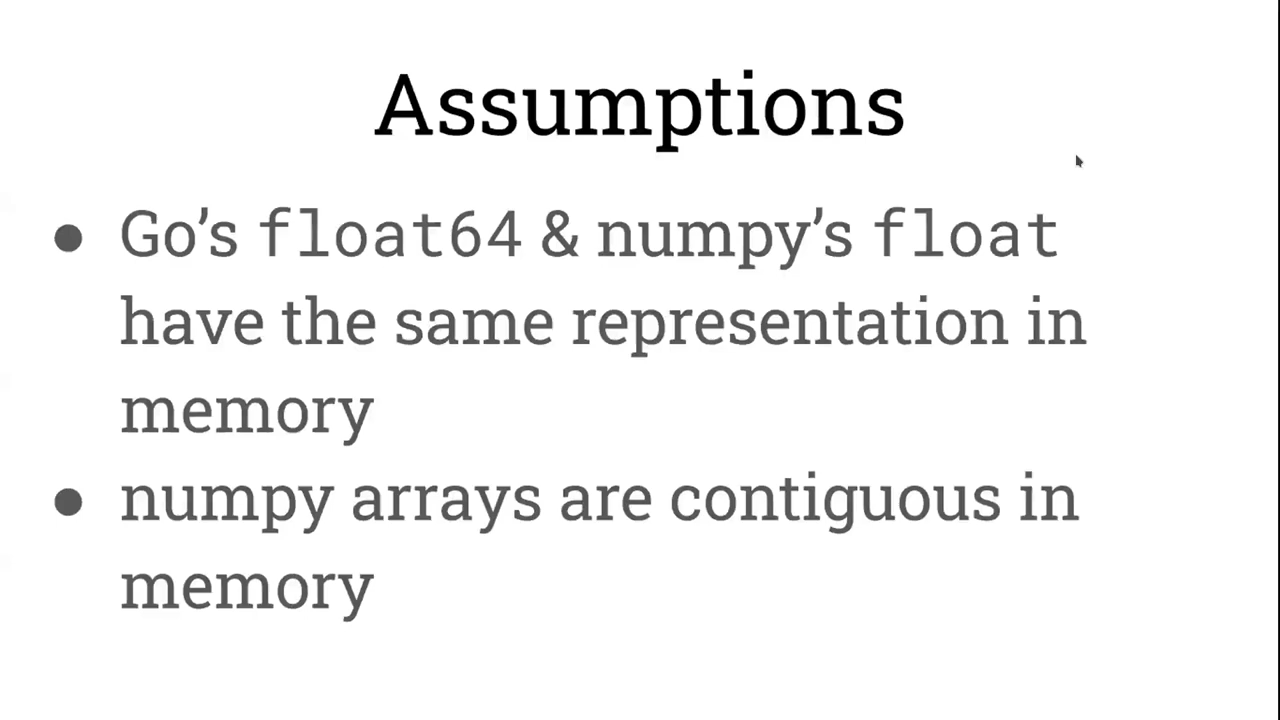 Assumptions
● Go’s float64 & numpy’s float
have the same representation in
memory
● numpy arrays are contiguous in
memory